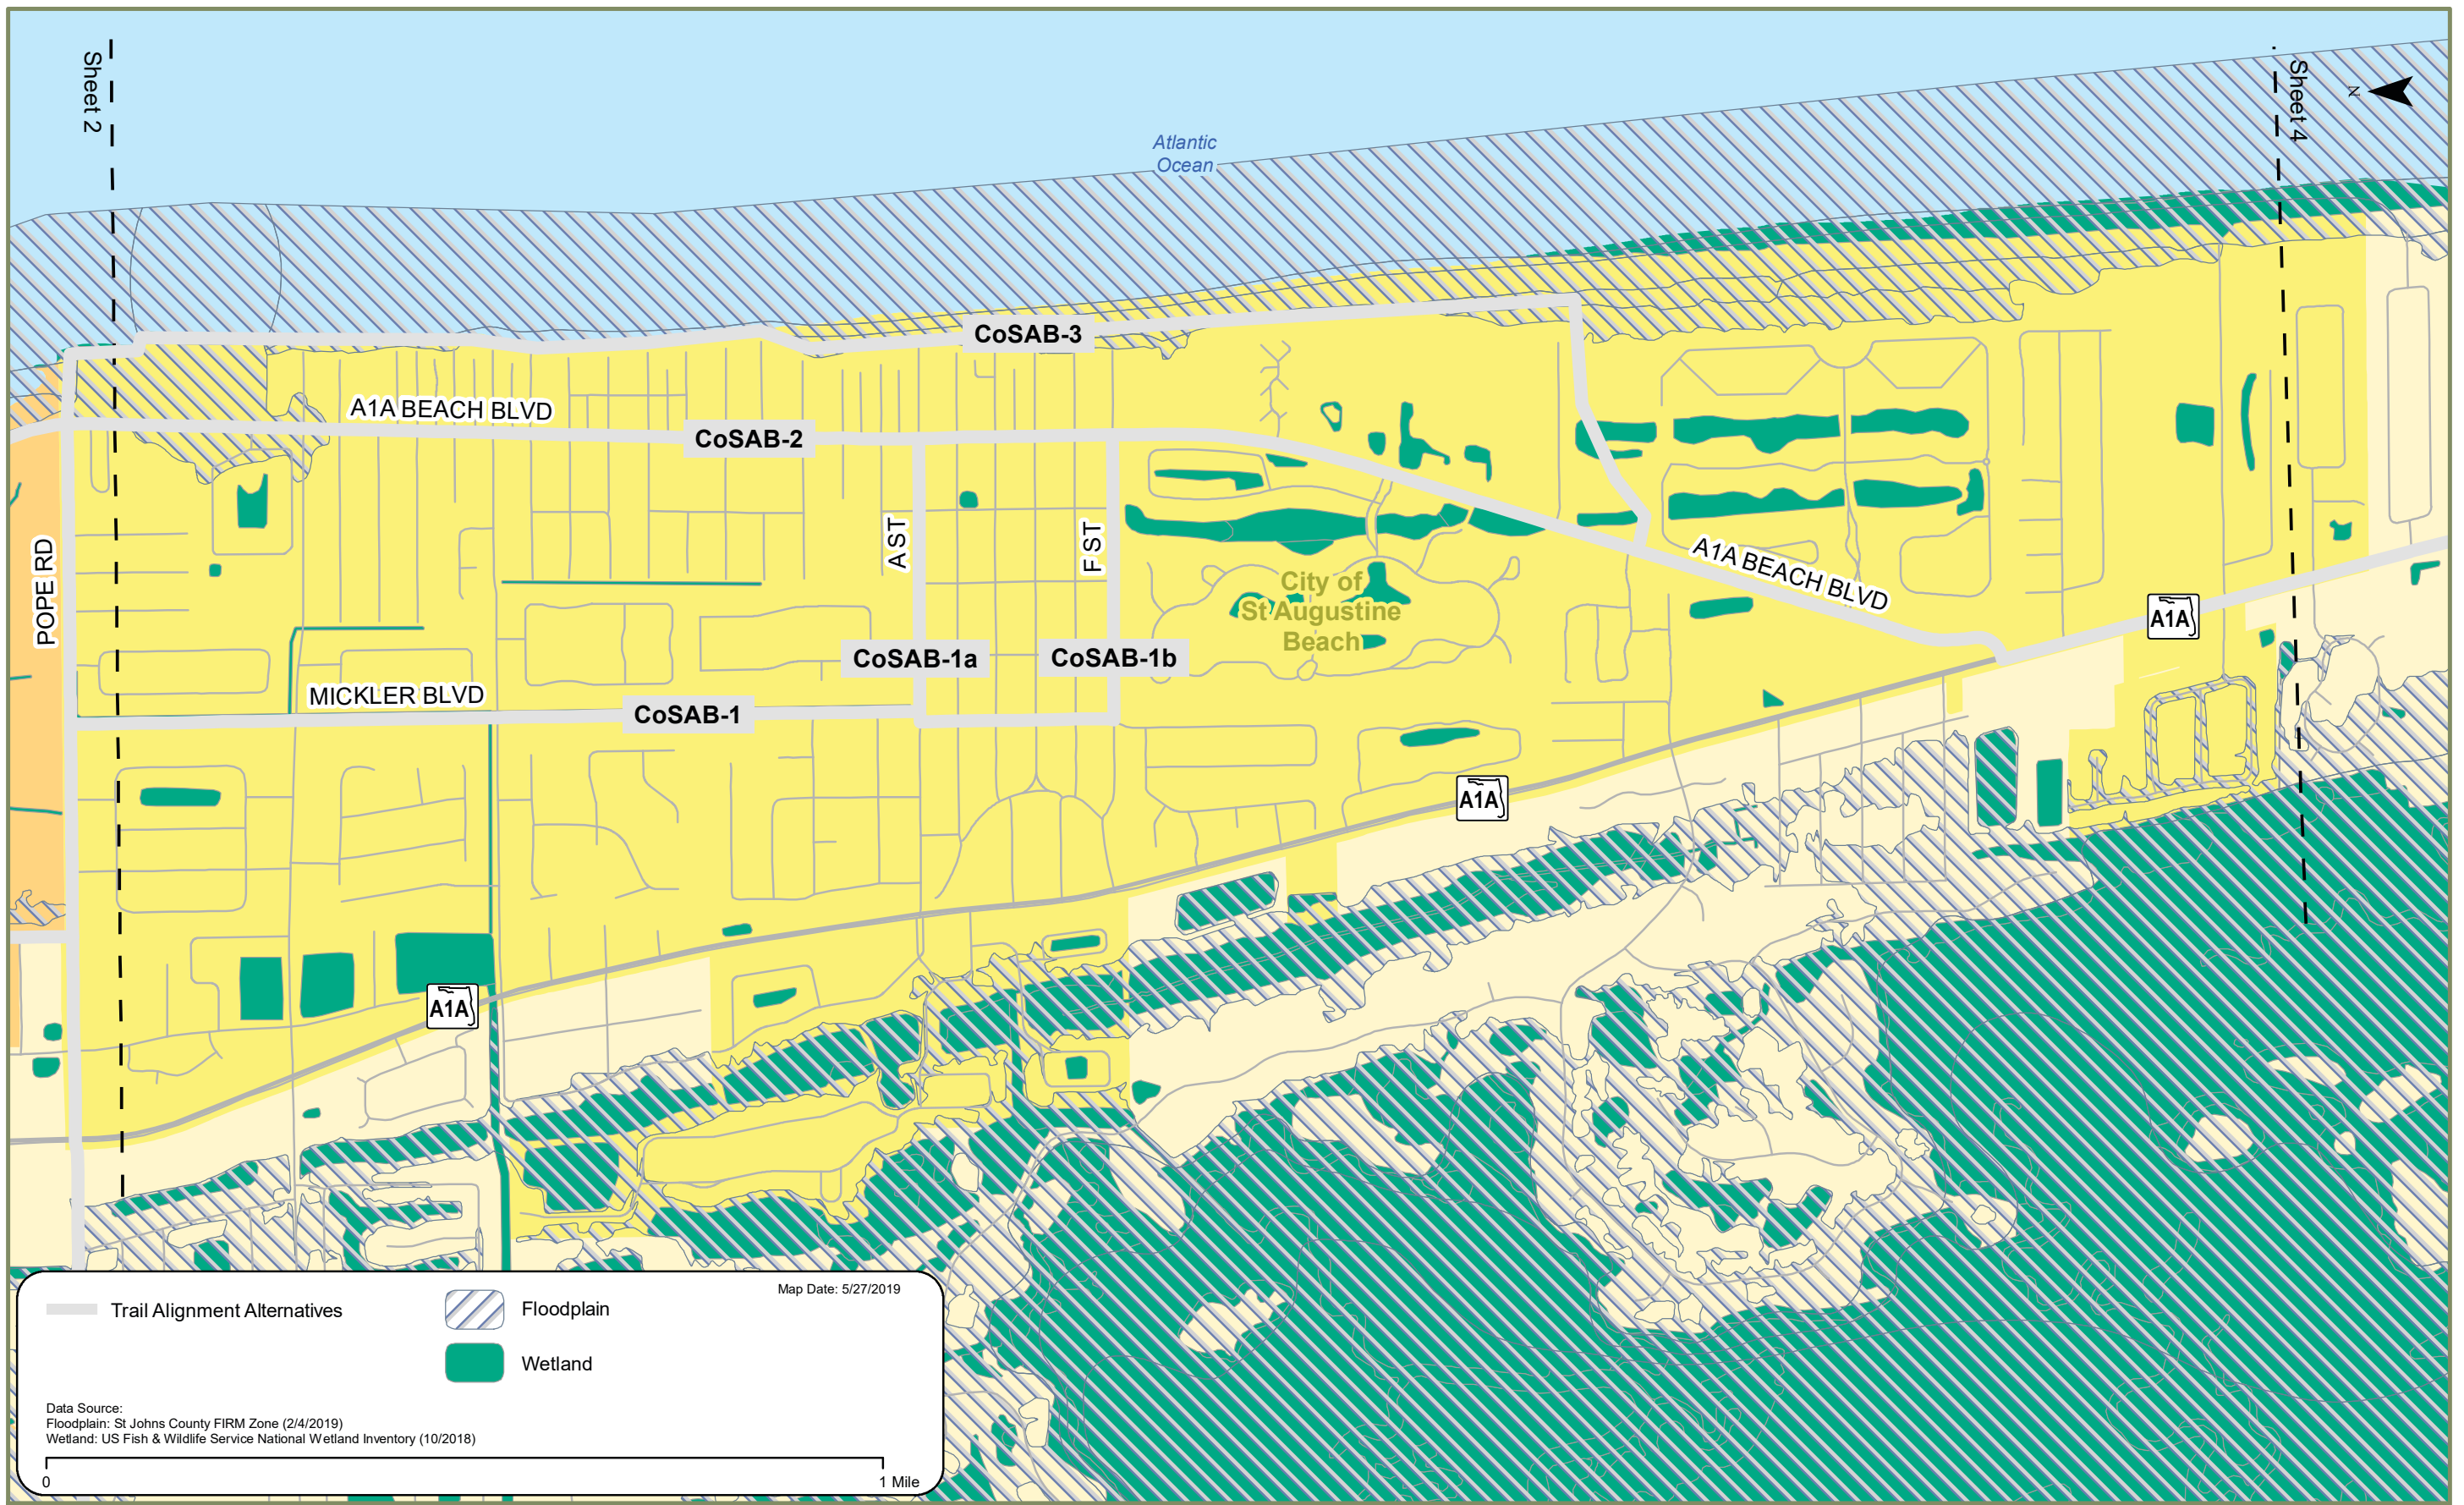 Sheet 2
Sheet 4
N
Atlantic
Ocean
CoSAB-3
A1A BEACH BLVD
CoSAB-2
A ST
F ST
POPE RD
A1A BEACH BLVD
City of
St Augustine
Beach
A1A
CoSAB-1a
CoSAB-1b
MICKLER BLVD
CoSAB-1
A1A
A1A
Map Date: 5/27/2019
Trail Alignment Alternatives
Floodplain
Wetland
Data Source:
Floodplain: St Johns County FIRM Zone (2/4/2019)
Wetland: US Fish & Wildlife Service National Wetland Inventory (10/2018)
0
1 Mile